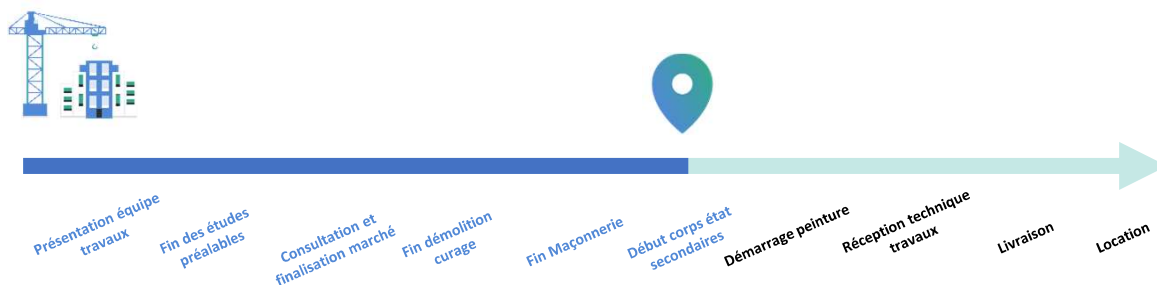 Présentation équipe
travaux
Fin des études
préalables
Consultation et
finalisation marché
Fin démolition
curage
Fin Maçonnerie
Début corps état
secondaires
Démarrage peinture
Réception technique
travaux
Livraison
Location